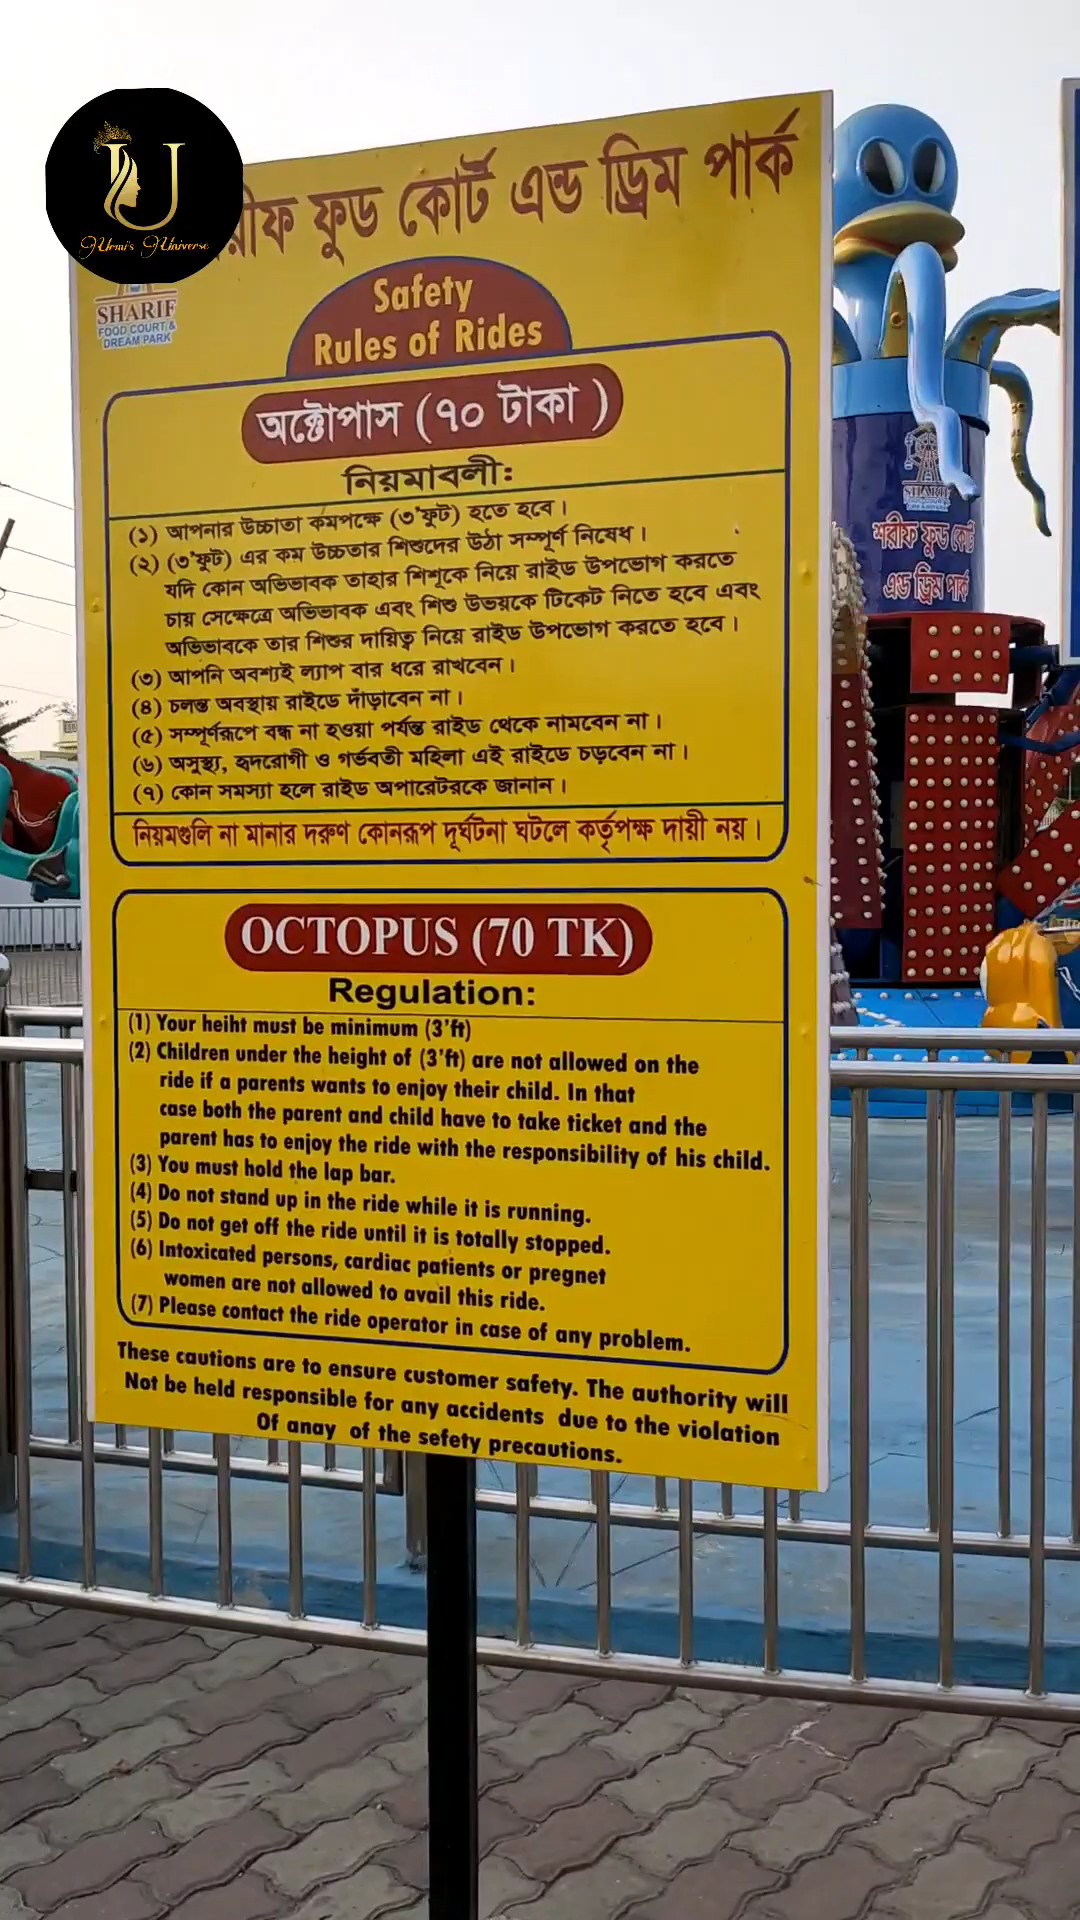 U
Urmi's Universe
ফুড কোর্ট এন্ড ড্রিম পার্ক
SHARIF
FOOD COURT &
DREAM PARK
Safety
Rules of Rides
অক্টোপাস (৭০ টাকা )
নিয়মাবলী:
(১) আপনার উচ্চাতা কমপক্ষে (৩'ফুট) হতে হবে।
(২) (৩'ফুট) এর কম উচ্চতার শিশুদের উঠা সম্পূর্ণ নিষেধ।
যদি কোন অভিভাবক তাহার শিশূকে নিয়ে রাইড উপভোগ করতে
চায় সেক্ষেত্রে অভিভাবক এবং শিশু উভয়কে টিকেট নিতে হবে এবং
অভিভাবকে তার শিশুর দায়িত্ব নিয়ে রাইড উপভোগ করতে হবে।
(৩) আপনি অবশ্যই ল্যাপ বার ধরে রাখবেন।
(৪) চলন্ত অবস্থায় রাইডে দাঁড়াবেন না।
(৫) সম্পূর্ণরূপে বন্ধ না হওয়া পর্যন্ত রাইড থেকে নামবেন না।
(৬) অসুস্থ্য, হৃদরোগী ও গর্ভবতী মহিলা এই রাইডে চড়বেন না।
(৭) কোন সমস্যা হলে রাইড অপারেটরকে জানান।
নিয়মগুলি না মানার দরুণ কোনরূপ দূর্ঘটনা ঘটলে কর্তৃপক্ষ দায়ী নয়।
OCTOPUS (70 TK)
Regulation:
(1) Your heiht must be minimum (3'ft)
(2) Children under the height of (3'ft) are not allowed on the
ride if a parents wants to enjoy their child. In that
case both the parent and child have to take ticket and the
parent has to enjoy the ride with the responsibility of his child.
(3) You must hold the lap bar.
(4) Do not stand up in the ride while it is running.
(5) Do not get off the ride until it is totally stopped.
(6) Intoxicated persons, cardiac patients or pregnet
women are not allowed to avail this ride.
(7) Please contact the ride operator in case of any problem.
These cautions are to ensure customer safety. The authority will
Not be held responsible for any accidents due to the violation
Of anay of the sefety precautions.
SHARIF
শরীফ ফুড কোর্ট
এন্ড ড্রিম পার্ক